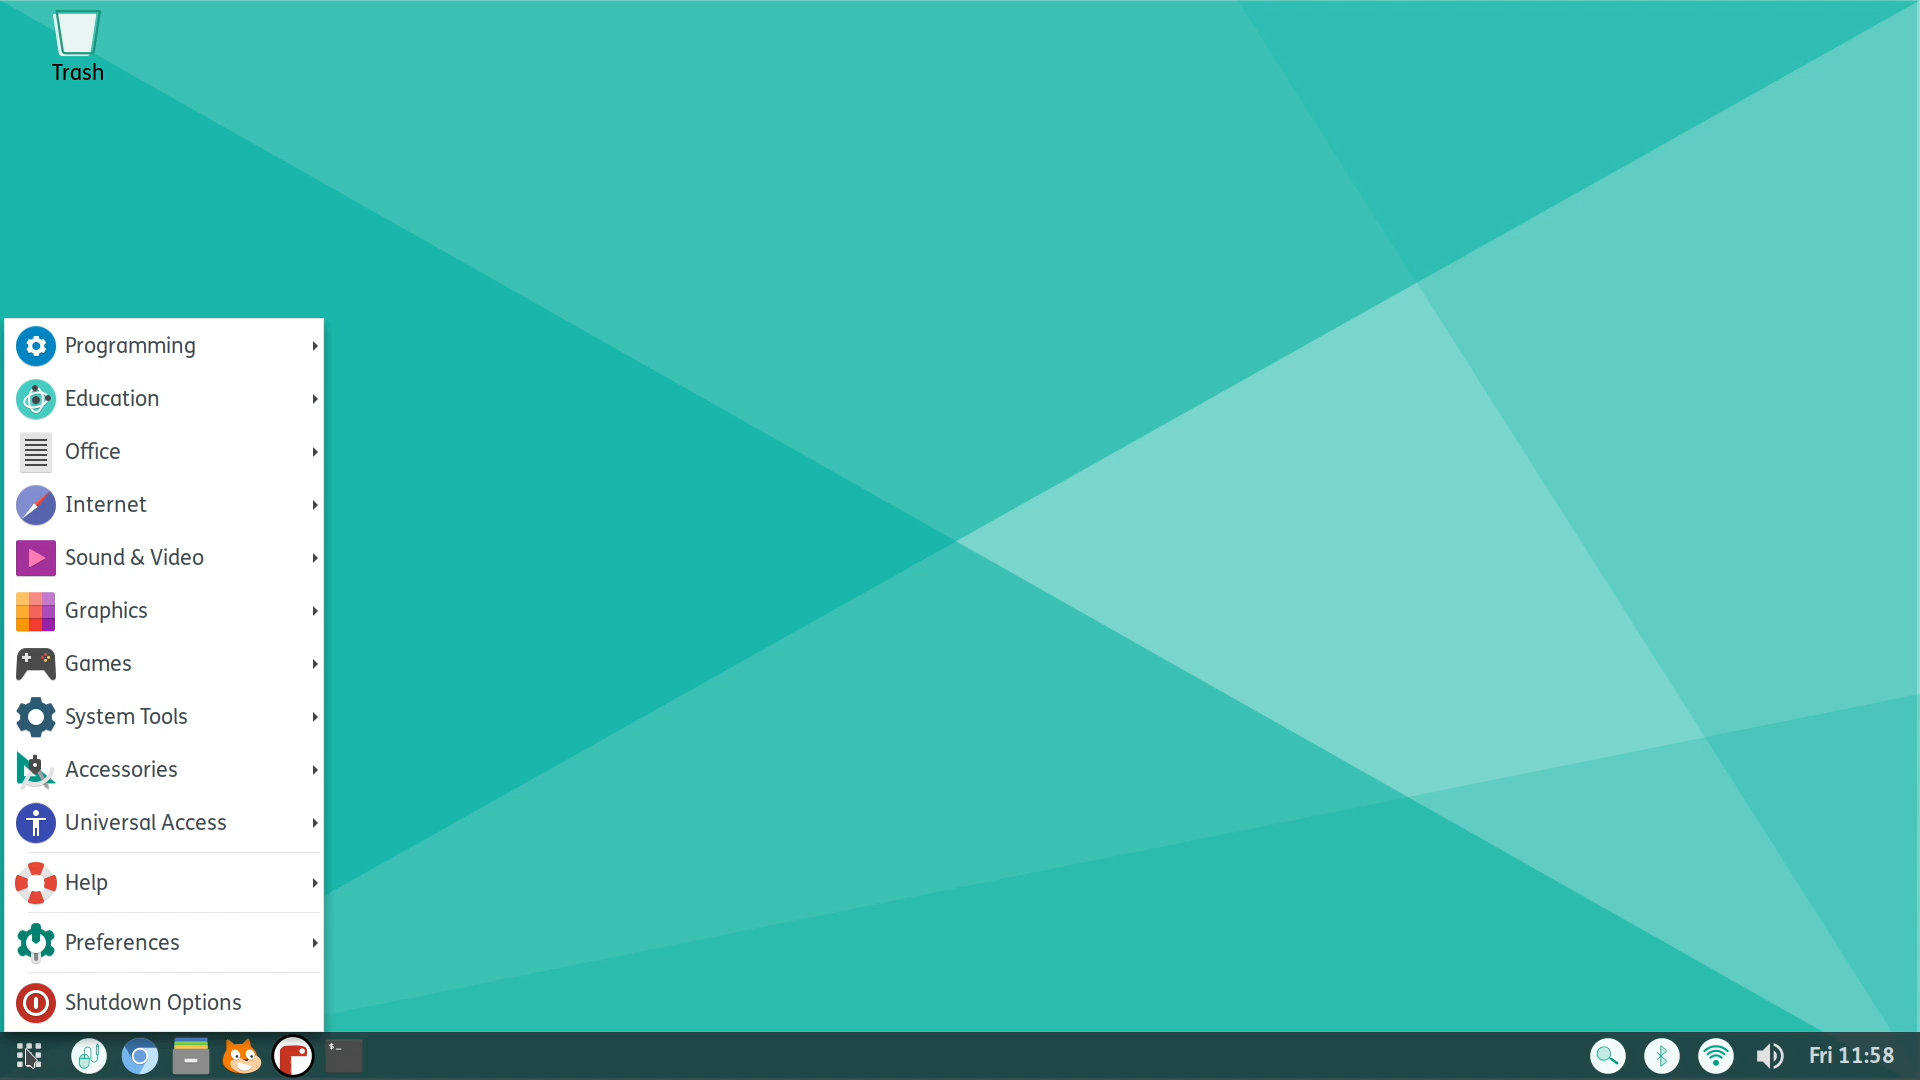 Trash
Programming
Education
Office
Internet
Sound & Video
Graphics
Games
System Tools
Accessories
Universal Access
Help
Preferences
Shutdown Options
$_
Fri 11:58